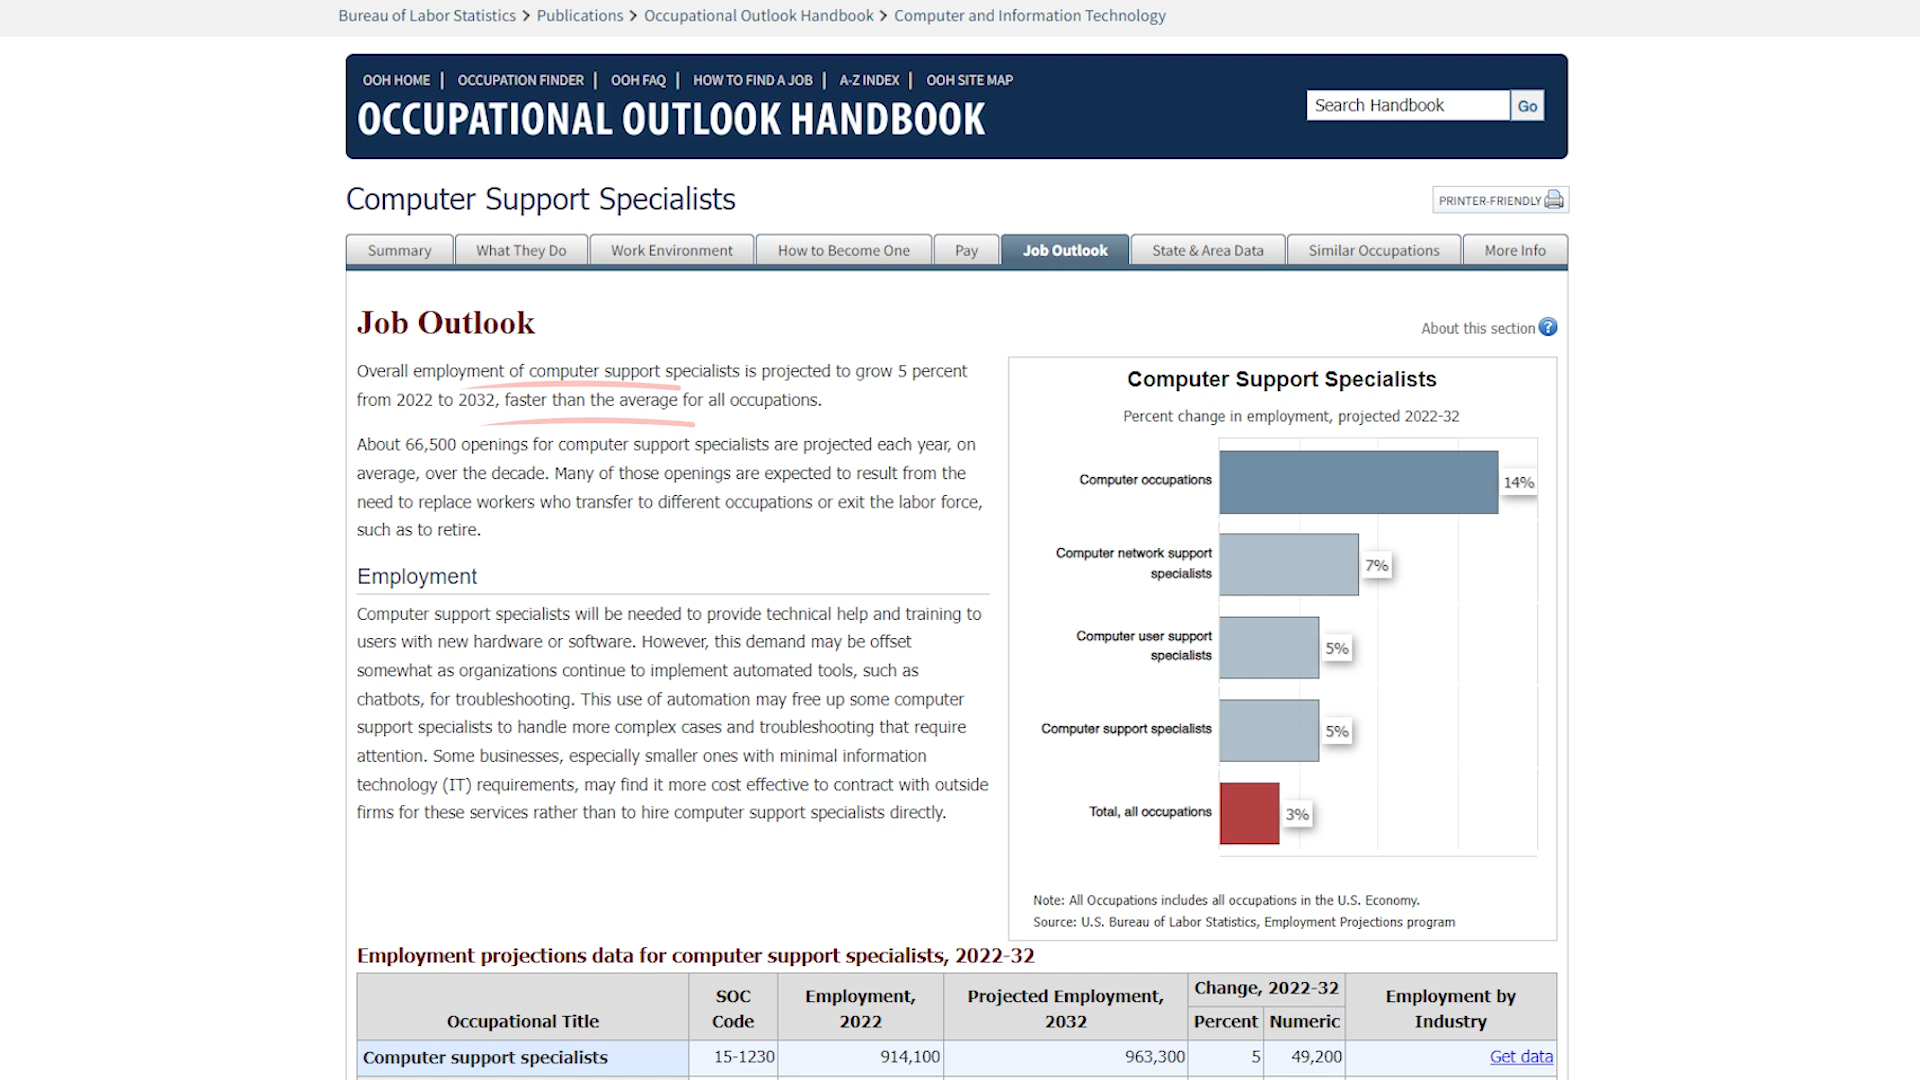 Bureau of Labor Statistics > Publications > Occupational Outlook Handbook > Computer and Information Technology
OOH HOME | OCCUPATION FINDER | OOH FAQ | HOW TO FIND A JOB | A-Z INDEX | OOH SITE MAP
OCCUPATIONAL OUTLOOK HANDBOOK
Search Handbook Go
Computer Support Specialists
PRINTER-FRIENDLY
Summary What They Do Work Environment How to Become One Pay Job Outlook State & Area Data Similar Occupations More Info
Job Outlook
About this section ?
Overall employment of computer support specialists is projected to grow 5 percent
from 2022 to 2032, faster than the average for all occupations.
About 66,500 openings for computer support specialists are projected each year, on
average, over the decade. Many of those openings are expected to result from the
need to replace workers who transfer to different occupations or exit the labor force,
such as to retire.
Employment
Computer support specialists will be needed to provide technical help and training to
users with new hardware or software. However, this demand may be offset
somewhat as organizations continue to implement automated tools, such as
chatbots, for troubleshooting. This use of automation may free up some computer
support specialists to handle more complex cases and troubleshooting that require
attention. Some businesses, especially smaller ones with minimal information
technology (IT) requirements, may find it more cost effective to contract with outside
firms for these services rather than to hire computer support specialists directly.
Computer Support Specialists
Percent change in employment, projected 2022-32
Computer occupations 14%
Computer network support
specialists 7%
Computer user support
specialists 5%
Computer support specialists 5%
Total, all occupations 3%
Note: All Occupations includes all occupations in the U.S. Economy.
Source: U.S. Bureau of Labor Statistics, Employment Projections program
Employment projections data for computer support specialists, 2022-32
Occupational Title SOC Code Employment, 2022 Projected Employment, 2032 Change, 2022-32 Percent Numeric Employment by Industry
Computer support specialists 15-1230 914,100 963,300 5 49,200 Get data